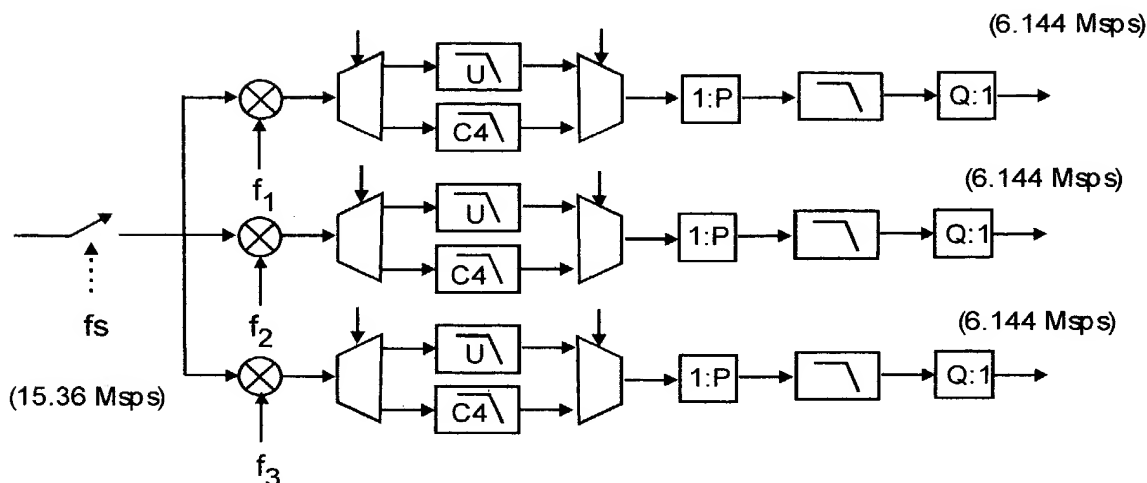 (6.144 Msps)
U
C4
1:P
Q:1
f1
(6.144 Msps)
U
C4
1:P
Q:1
f2
fs
(15.36 Msps)
(6.144 Msps)
U
C4
1:P
Q:1
f3